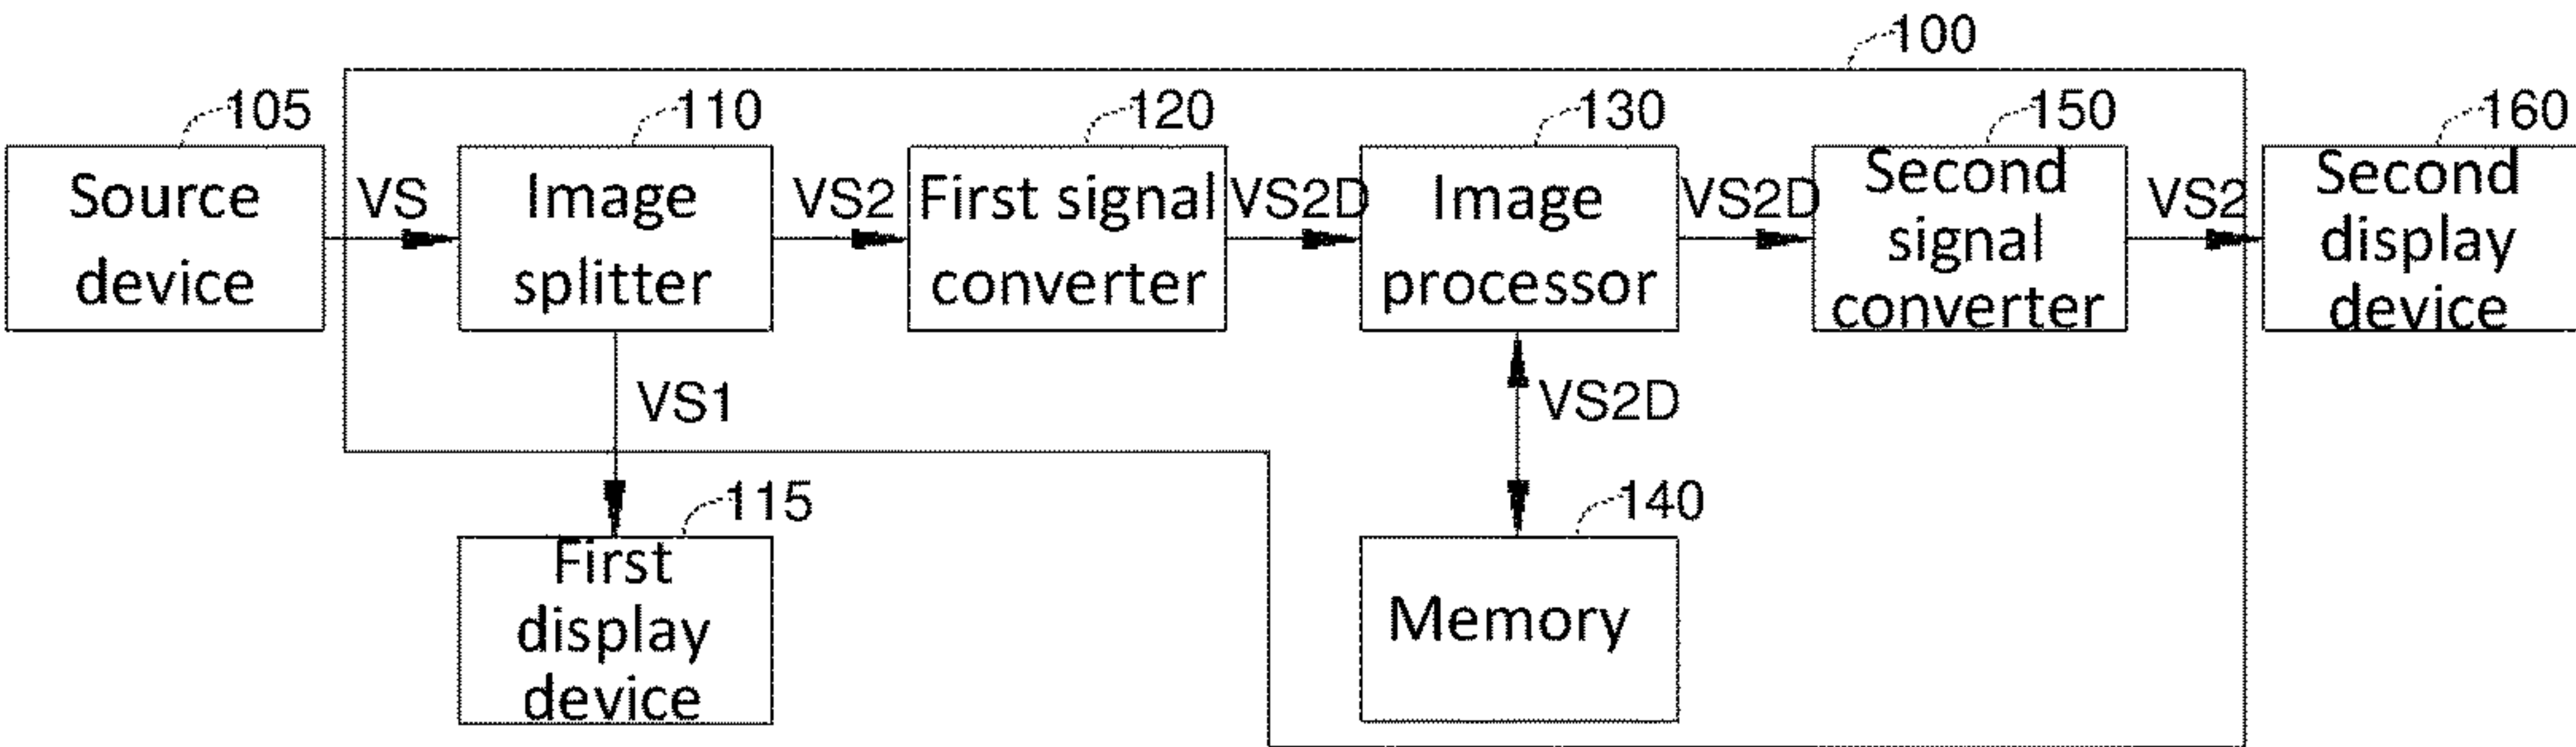 100
105
110
120
130
150
160
Source
device
VS
Image
splitter
VS2
First signal
converter
VS2D
Image
processor
VS2D
Second
signal
converter
VS2
Second
display
device
VS1
VS2D
115
140
First
display
device
Memory